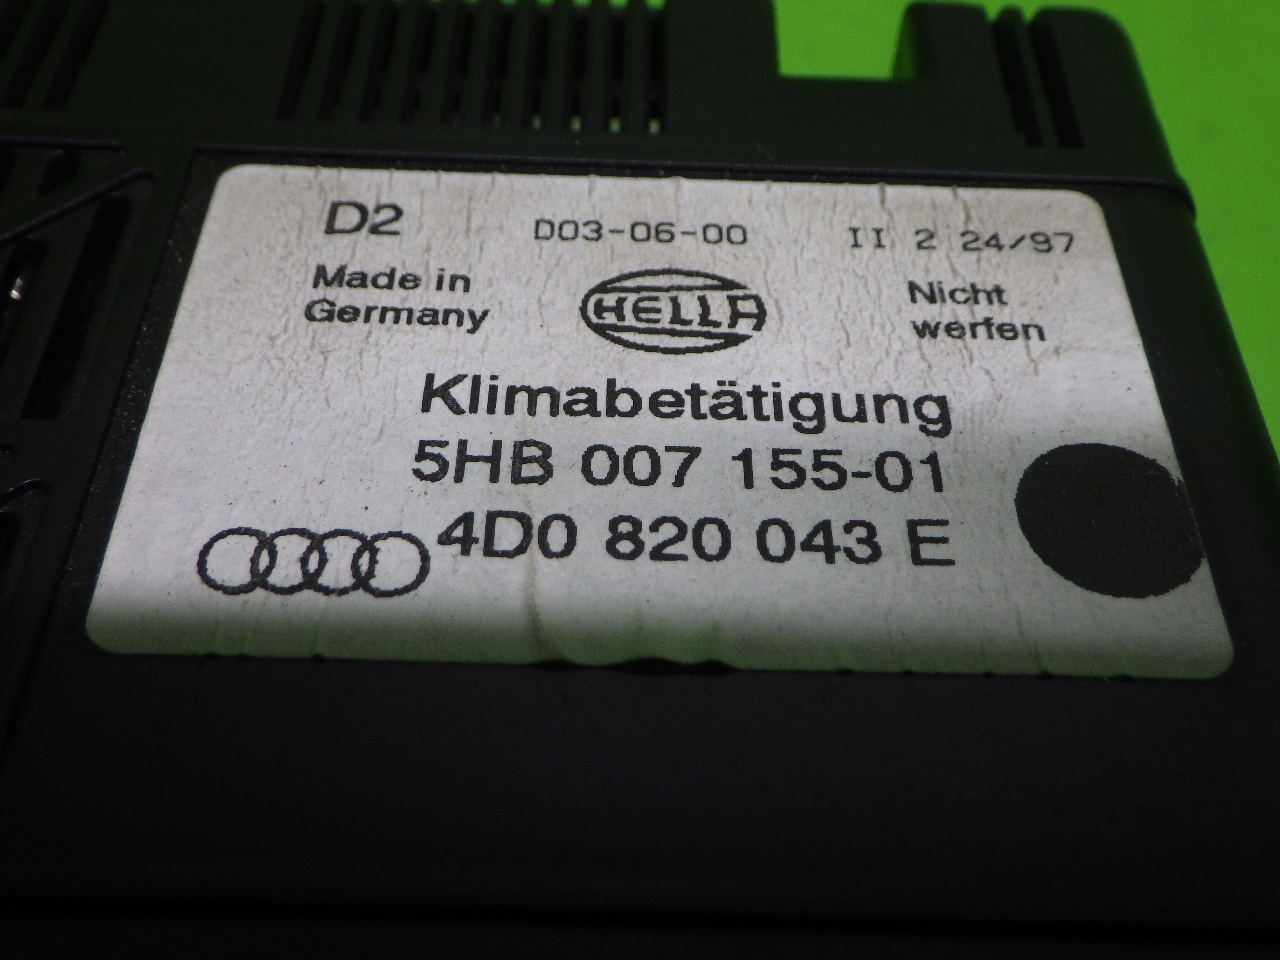 D2 D03-06-00 II 2 24/97
Made in
Germany
HELLA
Nicht
werfen
Klimabetätigung
5HB 007 155-01
4D0 820 043 E